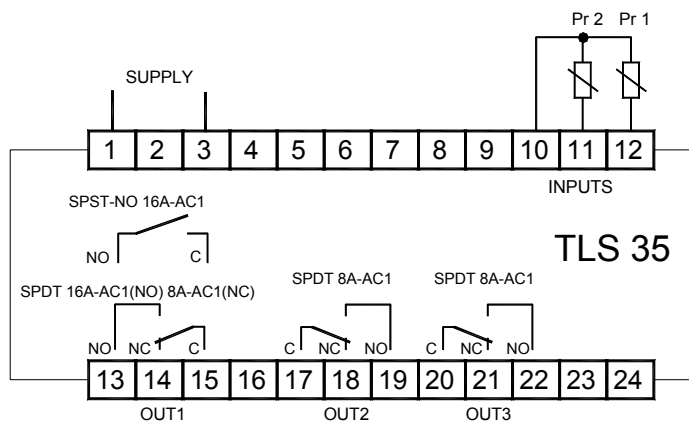 Pr 2 Pr 1
SUPPLY
1 2 3 4 5 6 7 8 9 10 11 12
INPUTS
SPST-NO 16A-AC1
NO C
TLS 35
SPDT 16A-AC1(NO) 8A-AC1(NC)
SPDT 8A-AC1
SPDT 8A-AC1
NO NC C C NC NO C NC NO
13 14 15 16 17 18 19 20 21 22 23 24
OUT1 OUT2 OUT3